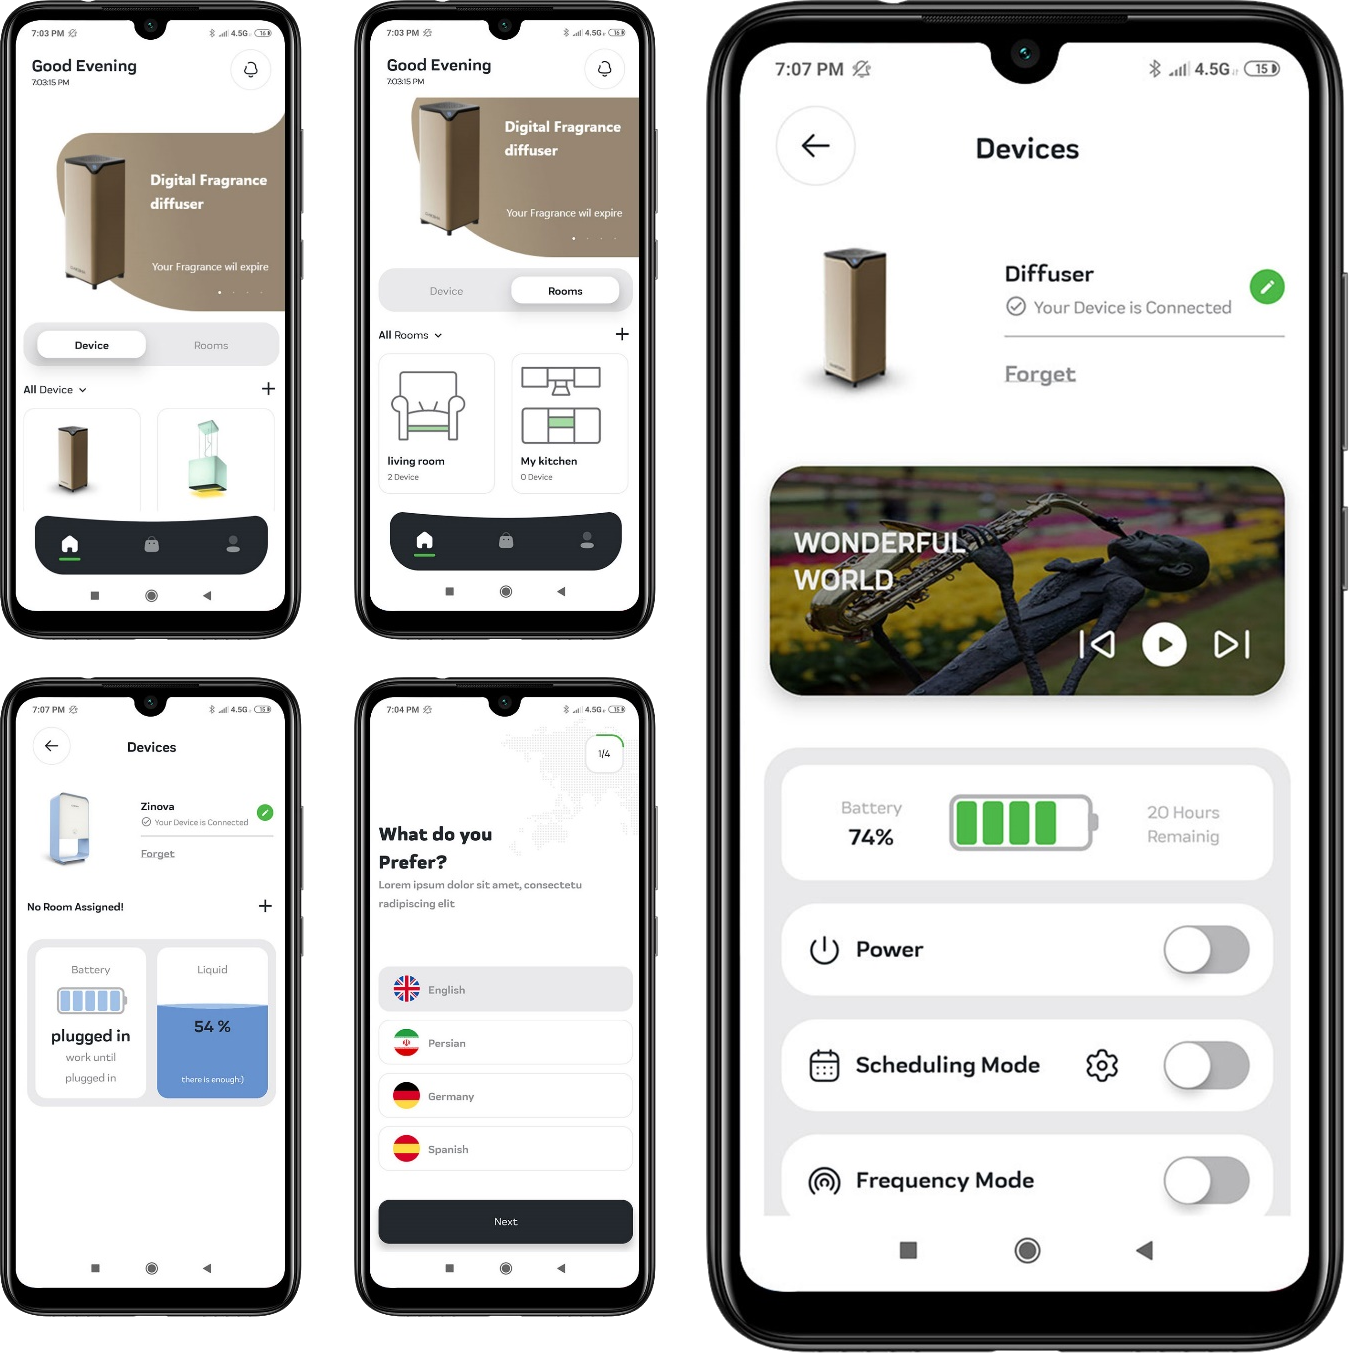 7:03 PM
4.5G
16
Good Evening
7:03:15 PM
Digital Fragrance
diffuser
Your Fragrance wil expire
Device
Rooms
All Device
7:03 PM
4.5G
16
Good Evening
7:03:15 PM
Digital Fragrance
diffuser
Your Fragrance wil expire
Device
Rooms
All Rooms
living room
2 Device
My kitchen
0 Device
7:07 PM
4.5G
15
Devices
Zinova
Your Device is Connected
Forget
No Room Assigned!
Battery
plugged in
work until
plugged in
Liquid
54 %
there is enough:)
7:04 PM
4.5G
15
1/4
What do you
Prefer?
Lorem ipsum dolor sit amet, consectetu
radipiscing elit
English
Persian
Germany
Spanish
Next
7:07 PM
4.5G
15
Devices
Diffuser
Your Device is Connected
Forget
WONDERFUL
WORLD
Battery
74%
20 Hours
Remainig
Power
Scheduling Mode
Frequency Mode